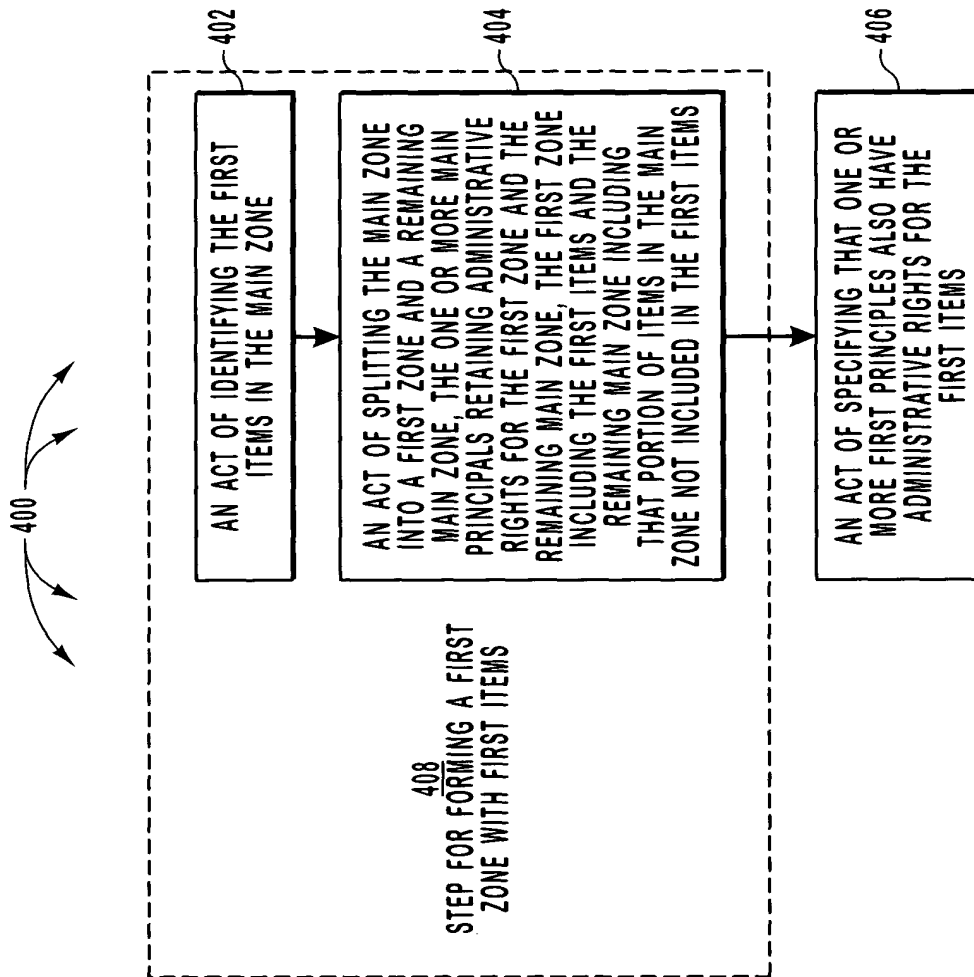 400
402
AN ACT OF IDENTIFYING THE FIRST
ITEMS IN THE MAIN ZONE
404
AN ACT OF SPLITTING THE MAIN ZONE
INTO A FIRST ZONE AND A REMAINING
MAIN ZONE, THE ONE OR MORE MAIN
PRINCIPALS RETAINING ADMINISTRATIVE
RIGHTS FOR THE FIRST ZONE AND THE
REMAINING MAIN ZONE, THE FIRST ZONE
INCLUDING THE FIRST, ITEMS AND THE
REMAINING MAIN ZONE INCLUDING
THAT PORTION OF ITEMS IN THE MAIN
ZONE NOT INCLUDED IN THE FIRST ITEMS
408
STEP FOR FORMING A FIRST
ZONE WITH FIRST ITEMS
406
AN ACT OF SPECIFYING THAT ONE OR
MORE FIRST PRINCIPLES ALSO HAVE
ADMINISTRATIVE RIGHTS FOR THE
FIRST ITEMS